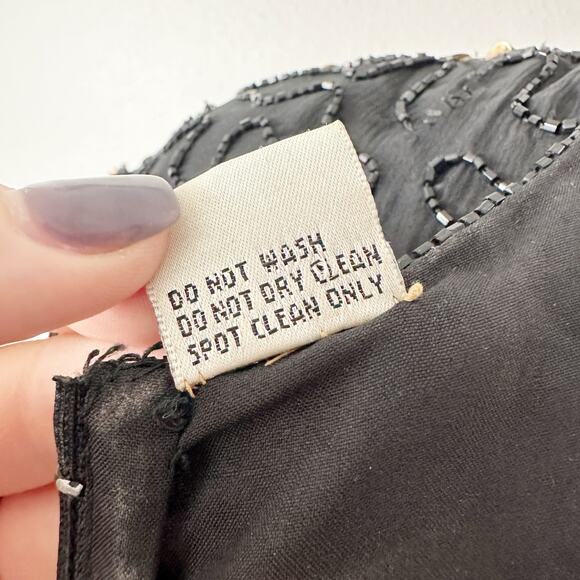 DO NOT WASH
DO NOT DRY CLEAN
SPOT CLEAN ONLY